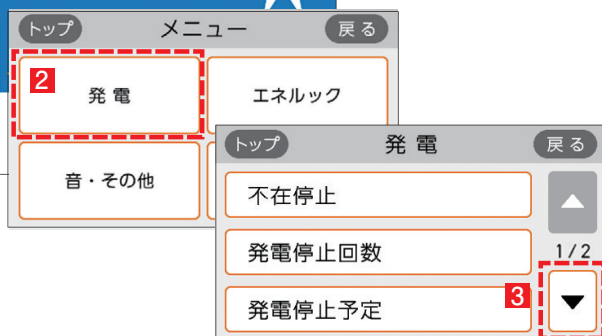 トップ メニュー 戻る
2 発電 エネルック
音・その他
トップ 発電 戻る
不在停止 ▲
発電停止回数 1/2
発電停止予定 3 ▼